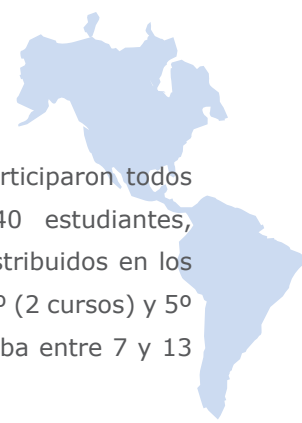 rticiparon todos
40 estudiantes,
stribuidos en los
º (2 cursos) y 5º
ba entre 7 y 13